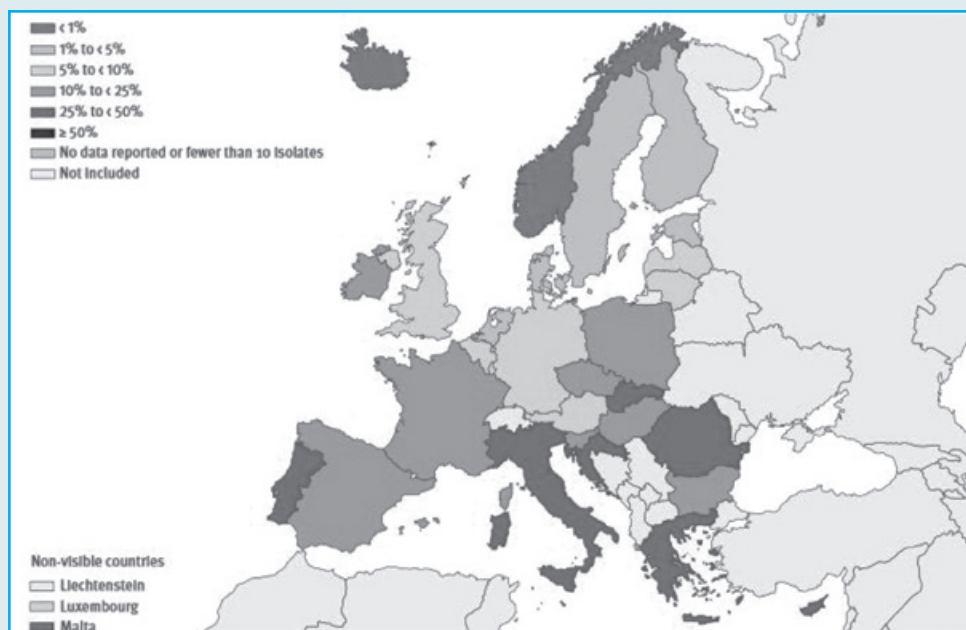 < 1%
1% to < 5%
5% to < 10%
10% to < 25%
25% to < 50%
≥ 50%
No data reported or fewer than 10 isolates
Not included
Non-visible countries
Liechtenstein
Luxembourg
Malta